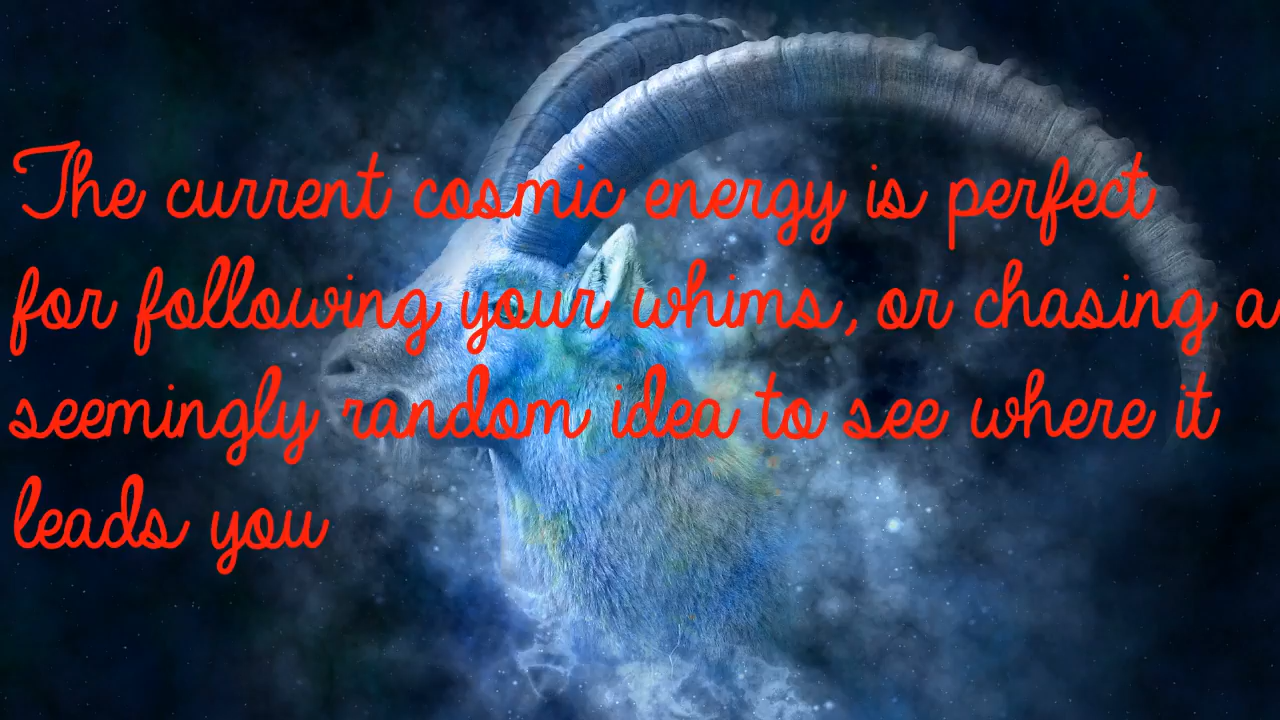 The current cosmic energy is perfect
for following your whims, or chasing a
seemingly random idea to see where it
leads you